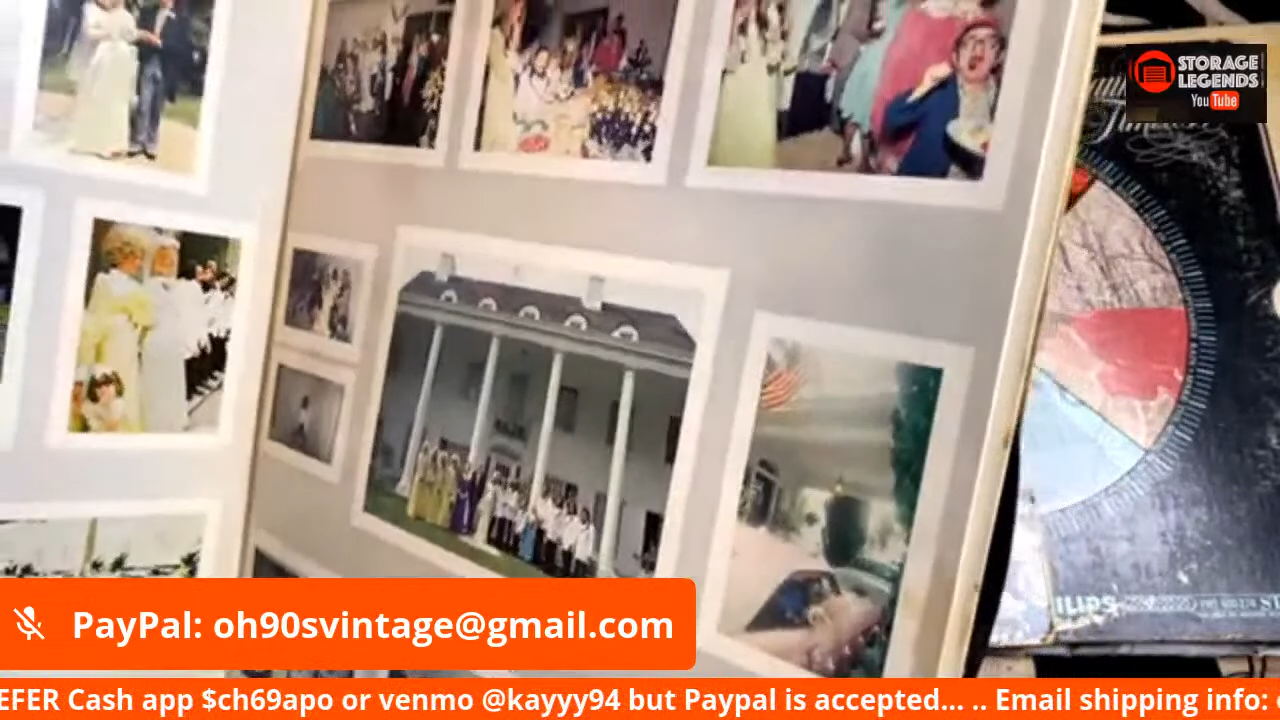 STORAGE
LEGENDS
YouTube
PayPal: oh90svintage@gmail.com
EFER Cash app $ch69apo or venmo @kayyy94 but Paypal is accepted... .. Email shipping info: